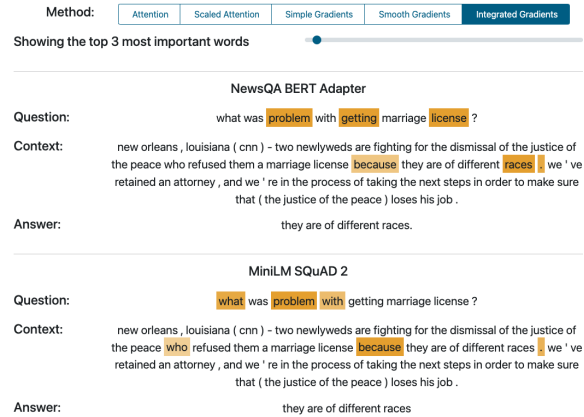 Method: Attention Scaled Attention Simple Gradients Smooth Gradients Integrated Gradients
Showing the top 3 most important words
NewsQA BERT Adapter
Question: what was problem with getting marriage license ?
Context: new orleans , louisiana ( cnn ) - two newlyweds are fighting for the dismissal of the justice of
the peace who refused them a marriage license because they are of different races . we ' ve
retained an attorney , and we ' re in the process of taking the next steps in order to make sure
that ( the justice of the peace ) loses his job .
Answer: they are of different races.
MiniLM SQuAD 2
Question: what was problem with getting marriage license ?
Context: new orleans , louisiana ( cnn ) - two newlyweds are fighting for the dismissal of the justice of
the peace who refused them a marriage license because they are of different races . we ' ve
retained an attorney , and we ' re in the process of taking the next steps in order to make sure
that ( the justice of the peace ) loses his job .
Answer: they are of different races